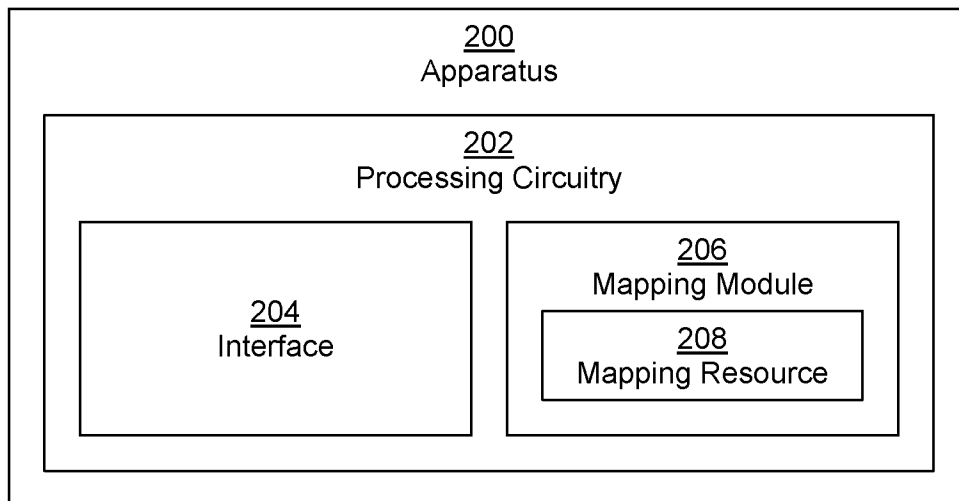 200
Apparatus
202
Processing Circuitry
204
Interface
206
Mapping Module
208
Mapping Resource